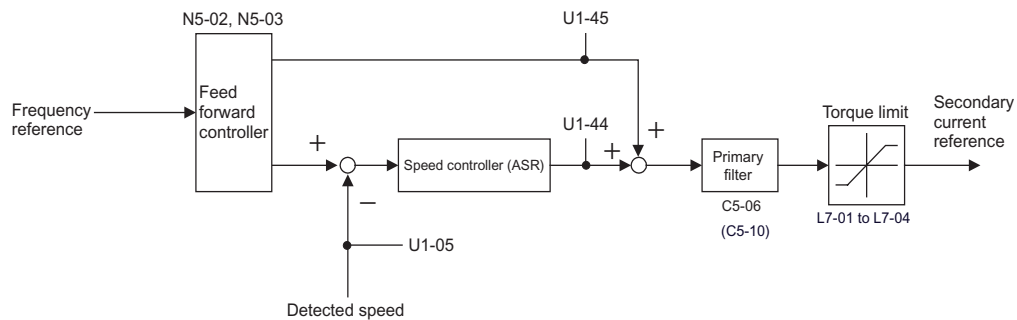 N5-02, N5-03
U1-45
Feed
forward
controller
Frequency
reference
U1-44
Torque limit
Secondary
current
reference
+
+
+
Speed controller (ASR)
Primary
filter
−
C5-06
(C5-10)
L7-01 to L7-04
U1-05
Detected speed